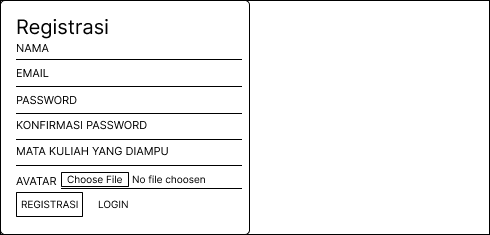 Registrasi
NAMA
EMAIL
PASSWORD
KONFIRMASI PASSWORD
MATA KULIAH YANG DIAMPU
AVATAR Choose File No file choosen
REGISTRASI LOGIN